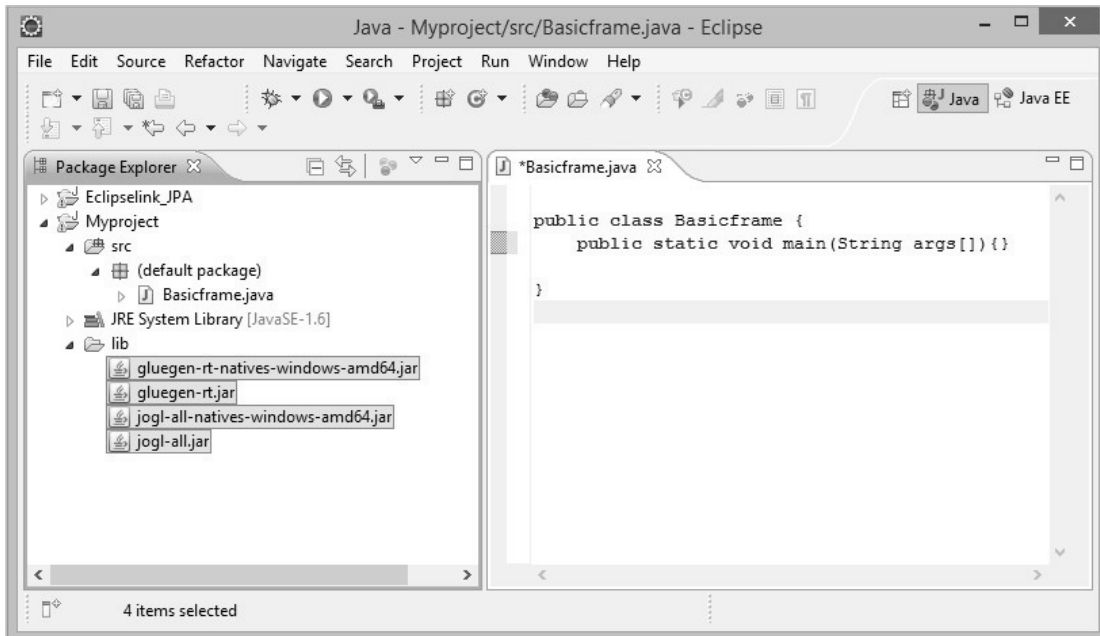 Java - Myproject/src/Basicframe.java - Eclipse
File Edit Source Refactor Navigate Search Project Run Window Help
Java Java EE
Package Explorer
Eclipselink_JPA
Myproject
src
(default package)
Basicframe.java
JRE System Library [JavaSE-1.6]
lib
gluegen-rt-natives-windows-amd64.jar
gluegen-rt.jar
jogl-all-natives-windows-amd64.jar
jogl-all.jar
*Basicframe.java
public class Basicframe {
public static void main(String args[]){}
}
4 items selected